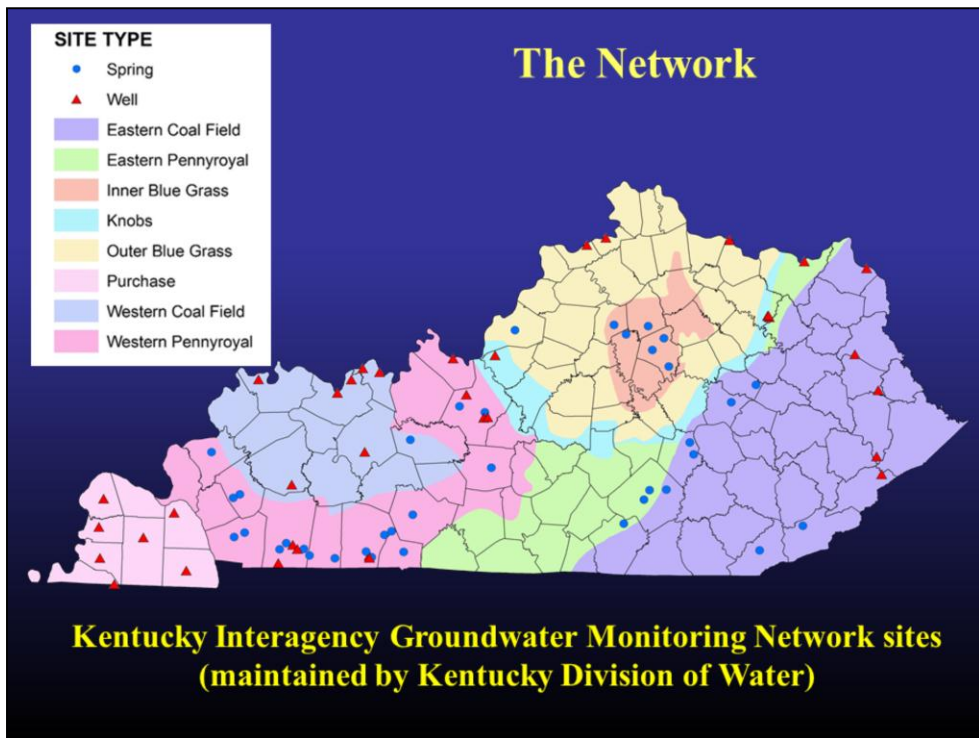 SITE TYPE
Spring
Well
Eastern Coal Field
Eastern Pennyroyal
Inner Blue Grass
Knobs
Outer Blue Grass
Purchase
Western Coal Field
Western Pennyroyal
The Network
Kentucky Interagency Groundwater Monitoring Network sites
(maintained by Kentucky Division of Water)